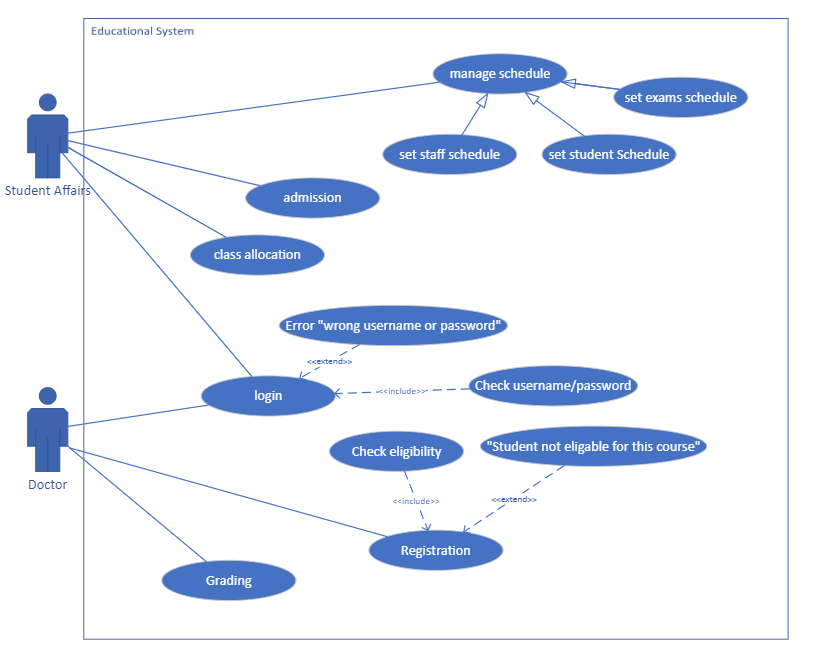 Educational System
manage schedule
set exams schedule
set staff schedule
set student Schedule
Student Affairs
admission
class allocation
Error "wrong username or password"
<<extend>>
Check username/password
<<include>>
login
Doctor
Check eligibility
"Student not eligable for this course"
<<include>>
<<extend>>
Registration
Grading